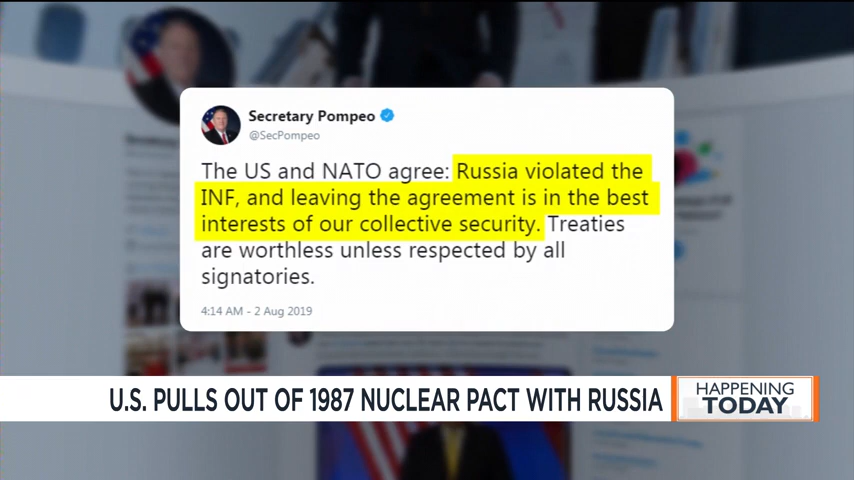 Secretary Pompeo
@SecPompeo
The US and NATO agree: Russia violated the
INF, and leaving the agreement is in the best
interests of our collective security. Treaties
are worthless unless respected by all
signatories.
4:14 AM - 2 Aug 2019
U.S. PULLS OUT OF 1987 NUCLEAR PACT WITH RUSSIA
HAPPENING
TODAY